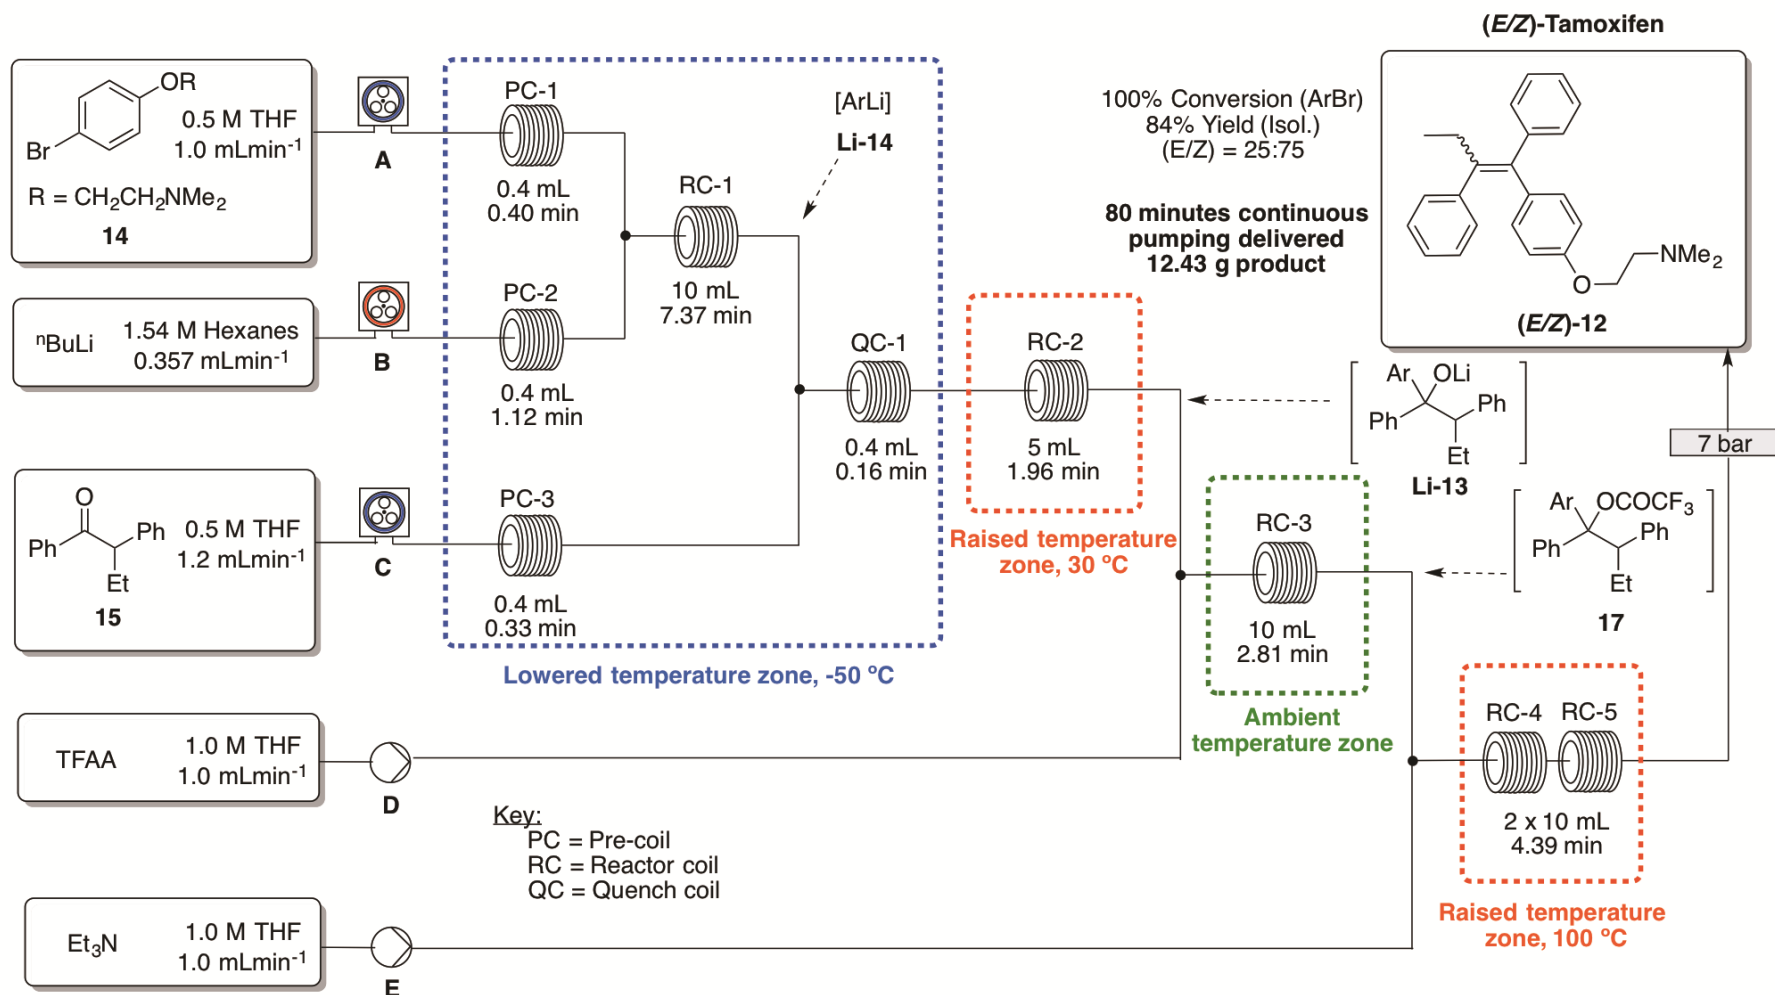 (E/Z)-Tamoxifen
OR
Br
0.5 M THF
1.0 mLmin-1
R = CH2CH2NMe2
14
A
PC-1
0.4 mL
0.40 min
[ArLi]
Li-14
RC-1
10 mL
7.37 min
100% Conversion (ArBr)
84% Yield (Isol.)
(E/Z) = 25:75
80 minutes continuous
pumping delivered
12.43 g product
O
NMe2
(E/Z)-12
nBuLi
1.54 M Hexanes
0.357 mLmin-1
B
PC-2
0.4 mL
1.12 min
QC-1
0.4 mL
0.16 min
RC-2
5 mL
1.96 min
Raised temperature
zone, 30 ºC
Ar
OLi
Ph
Ph
Et
Li-13
7 bar
O
Ph
Ph
Et
15
0.5 M THF
1.2 mLmin-1
C
PC-3
0.4 mL
0.33 min
Lowered temperature zone, -50 ºC
RC-3
10 mL
2.81 min
Ambient
temperature zone
Ar
OCOCF3
Ph
Ph
Et
17
TFAA
1.0 M THF
1.0 mLmin-1
D
RC-4
RC-5
2 x 10 mL
4.39 min
Raised temperature
zone, 100 ºC
Key:
PC = Pre-coil
RC = Reactor coil
QC = Quench coil
Et3N
1.0 M THF
1.0 mLmin-1
E